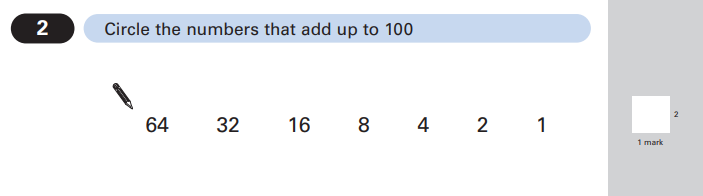 2 Circle the numbers that add up to 100
64 32 16 8 4 2 1
2
1 mark